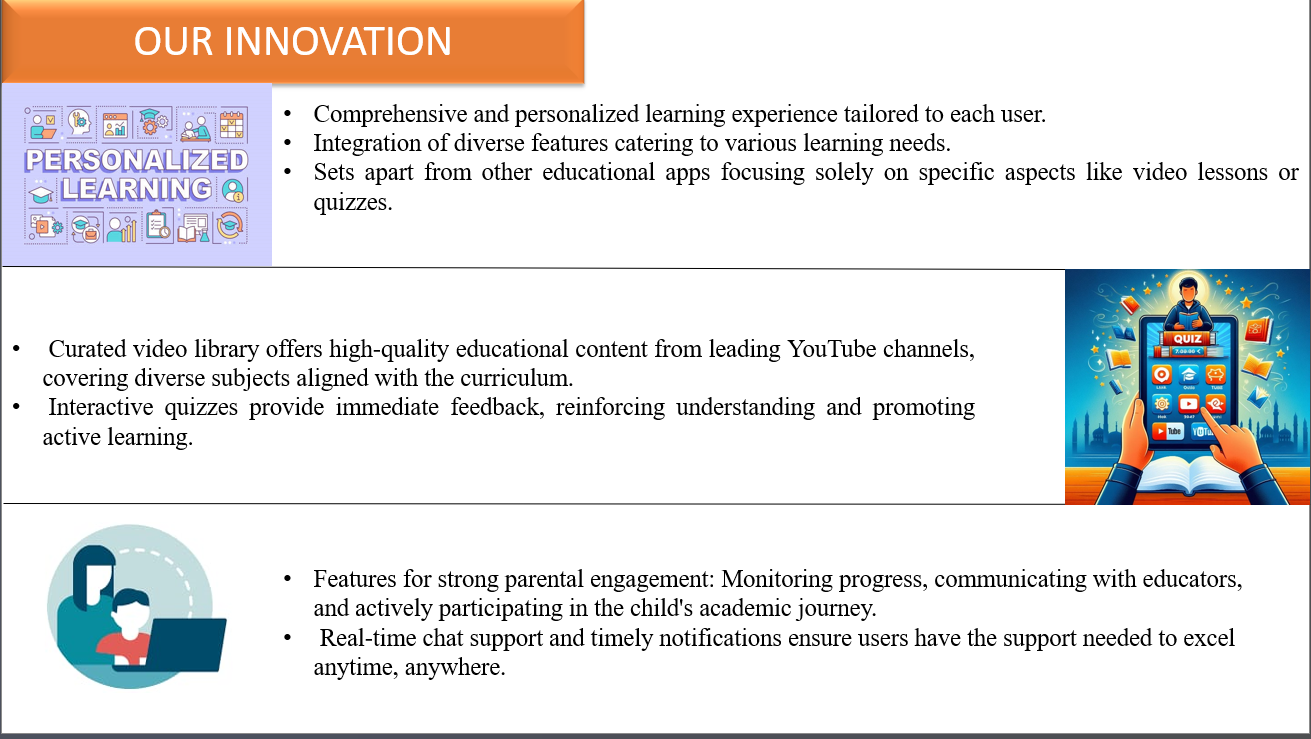 OUR INNOVATION
PERSONALIZED
LEARNING
• Comprehensive and personalized learning experience tailored to each user.
• Integration of diverse features catering to various learning needs.
• Sets apart from other educational apps focusing solely on specific aspects like video lessons or
quizzes.
• Curated video library offers high-quality educational content from leading YouTube channels,
covering diverse subjects aligned with the curriculum.
• Interactive quizzes provide immediate feedback, reinforcing understanding and promoting
active learning.
QUIZ
Tube
• Features for strong parental engagement: Monitoring progress, communicating with educators,
and actively participating in the child's academic journey.
• Real-time chat support and timely notifications ensure users have the support needed to excel
anytime, anywhere.